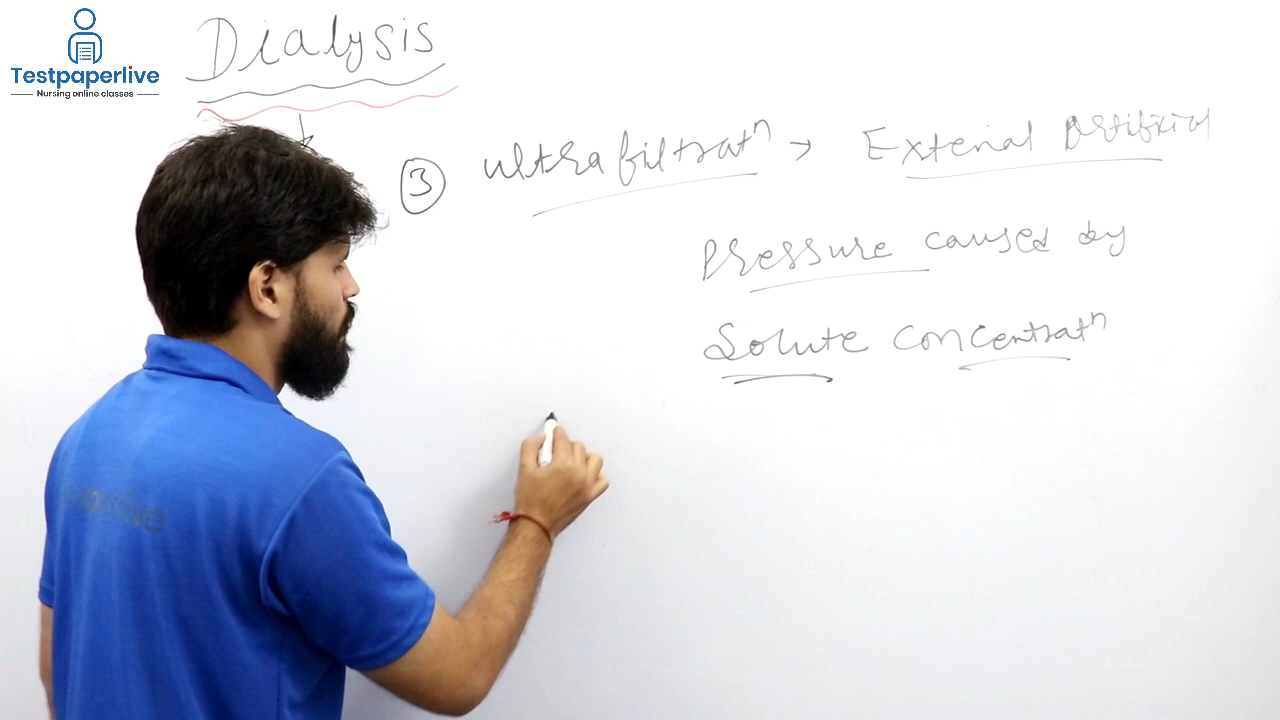 Testpaperlive
Nursing online classes
Dialysis
③ Ultrafiltratⁿ → External Artificial
Pressure caused by
Solute concentratⁿ